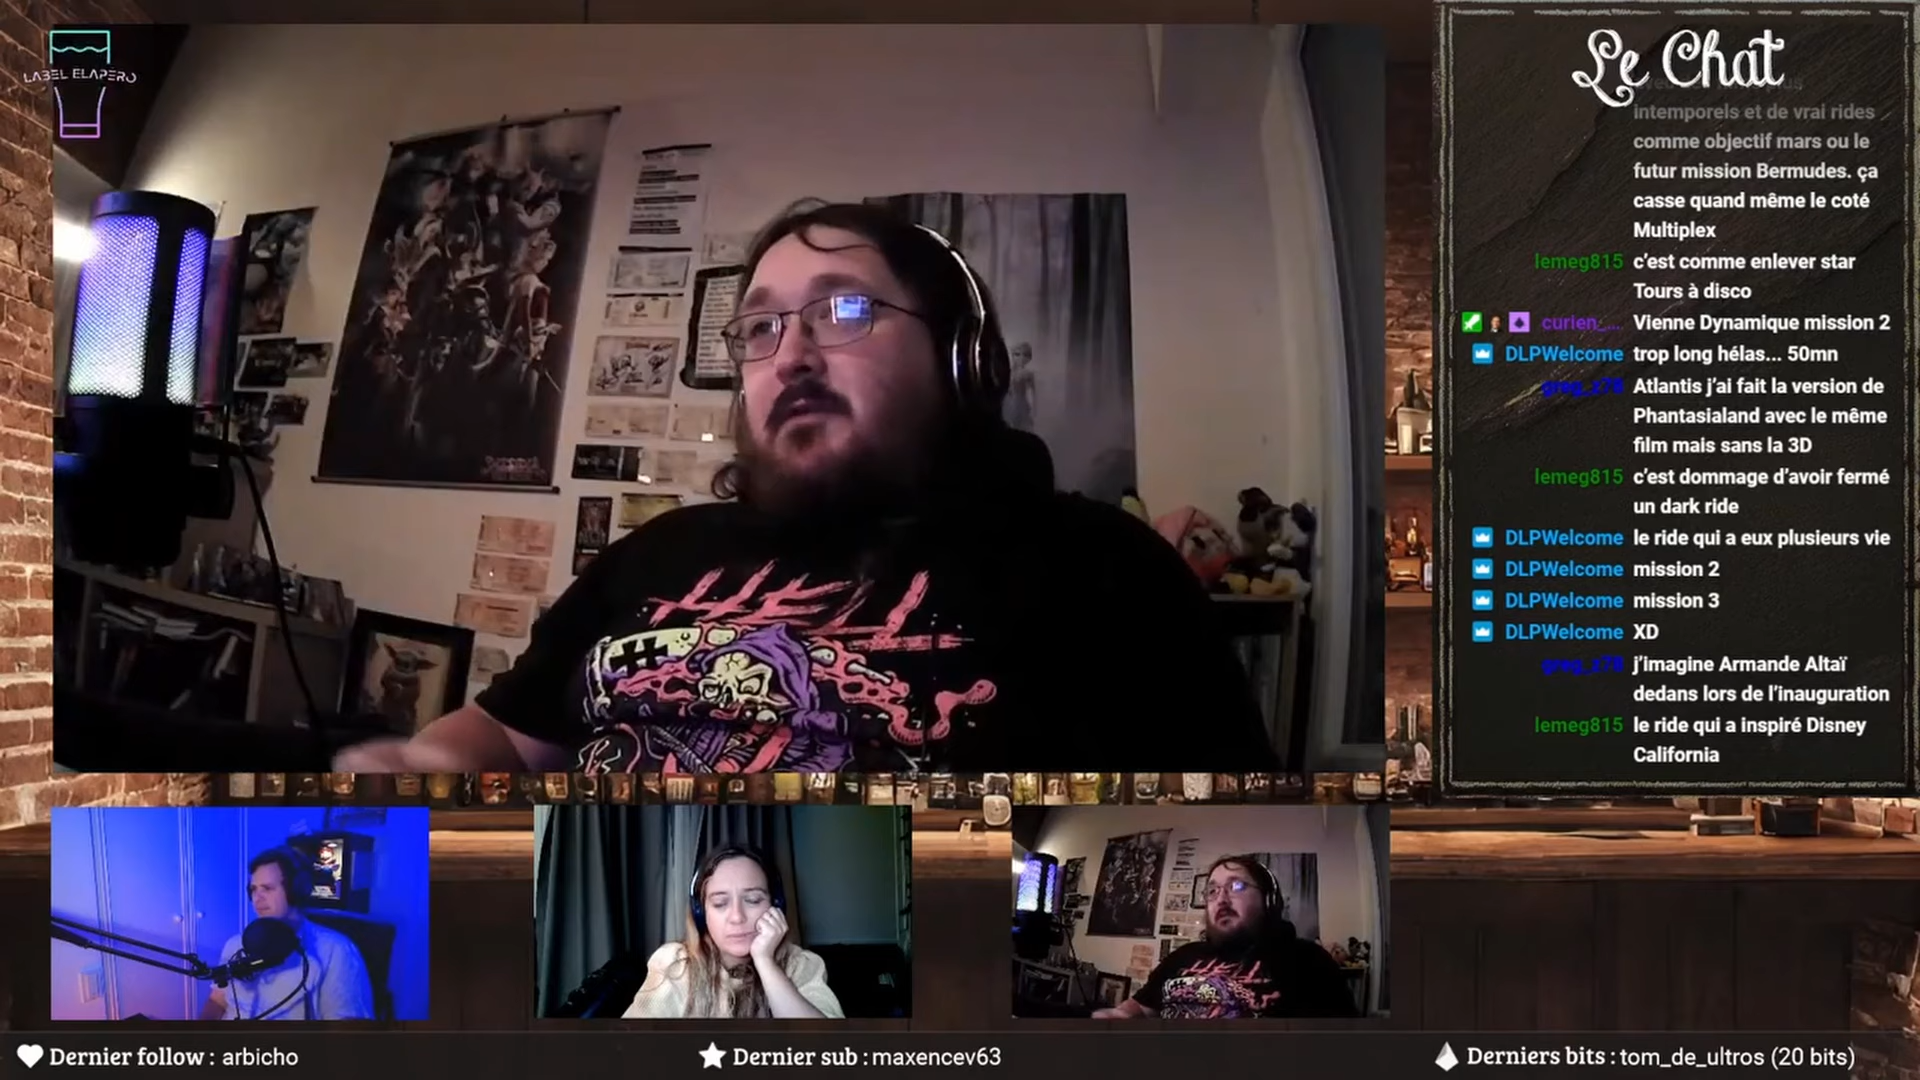 LABEL ELAPERO
HELL
Le Chat
intemporels et de vrai rides
comme objectif mars ou le
futur mission Bermudes. ça
casse quand même le coté
Multiplex
lemeg815 c'est comme enlever star
Tours à disco
curien_... Vienne Dynamique mission 2
DLPWelcome trop long hélas... 50mn
greg_z78 Atlantis j'ai fait la version de
Phantasialand avec le même
film mais sans la 3D
lemeg815 c'est dommage d'avoir fermé
un dark ride
DLPWelcome le ride qui a eux plusieurs vie
DLPWelcome mission 2
DLPWelcome mission 3
DLPWelcome XD
greg_z78 j'imagine Armande Altaï
dedans lors de l'inauguration
lemeg815 le ride qui a inspiré Disney
California
Dernier follow : arbicho
Dernier sub : maxencev63
Derniers bits : tom_de_ultros (20 bits)